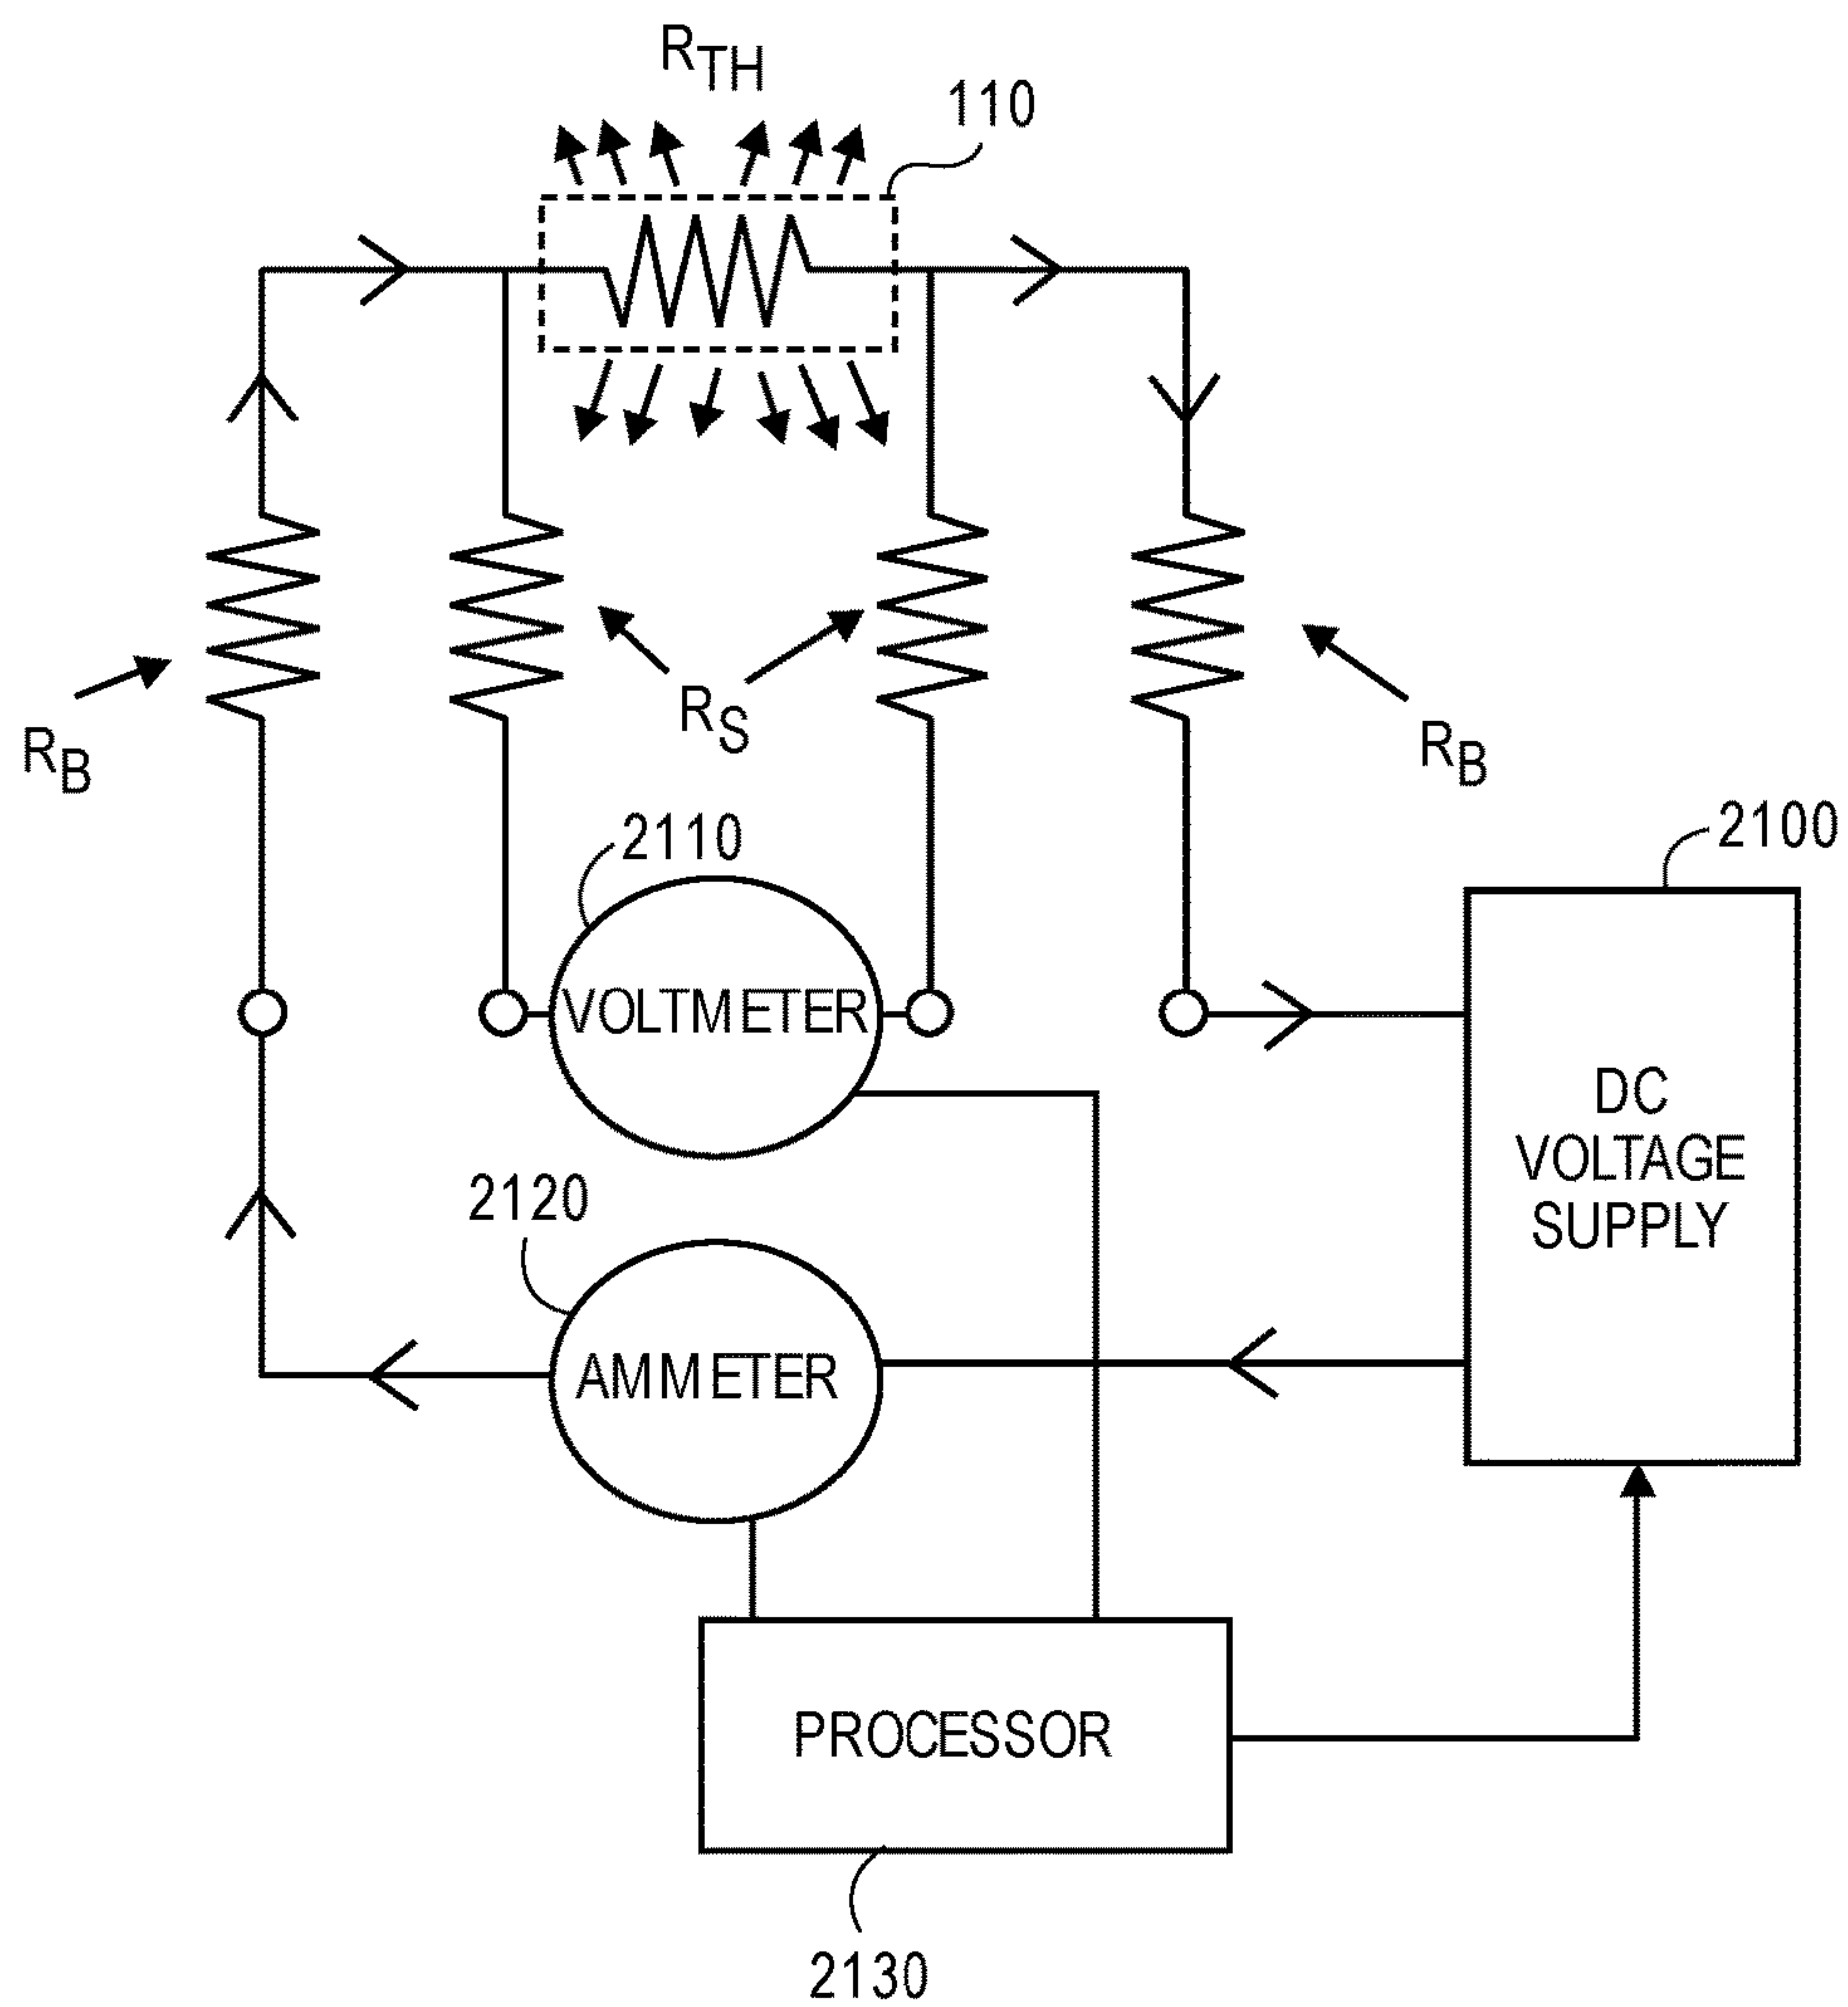 RTH
110
RS
RB
RB
2110
2100
VOLTMETER
DC
VOLTAGE
SUPPLY
2120
AMMETER
PROCESSOR
2130